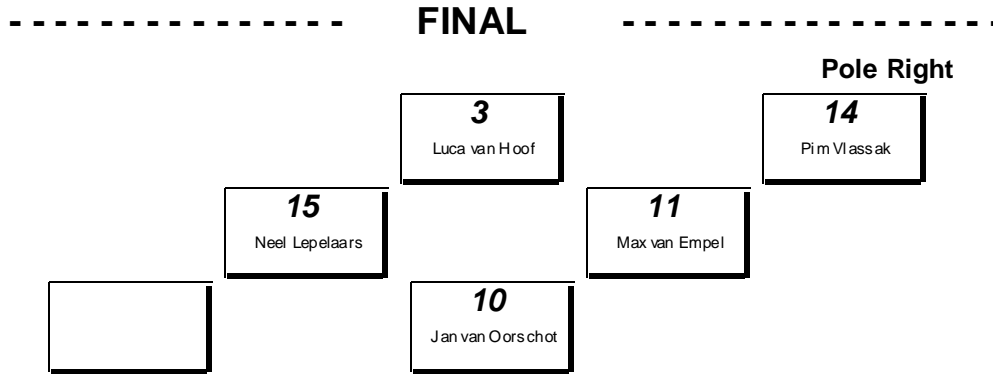 FINAL
Pole Right
3
Luca van Hoof
14
Pim Vlassak
15
Neel Lepelaars
11
Max van Empel
10
Jan van Oorschot